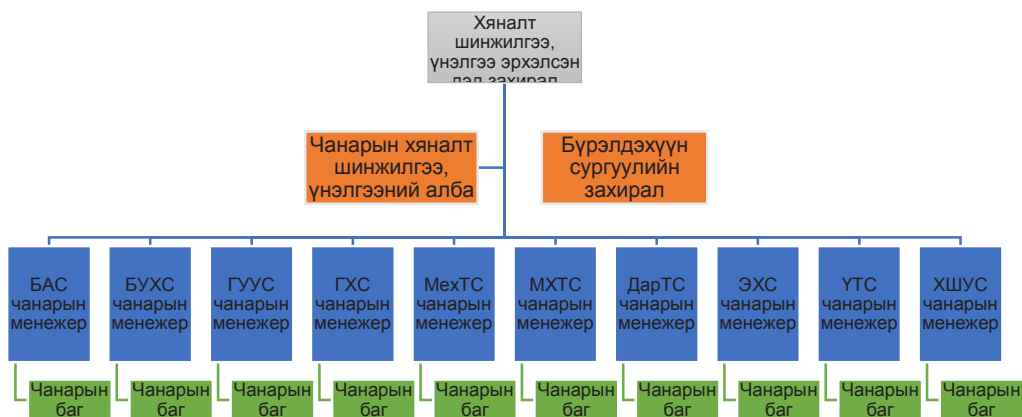 Хяналт
шинжилгээ,
үнэлгээ эрхэлсэн
дэд захирал
Чанарын хяналт
шинжилгээ,
үнэлгээний алба
Бүрэлдэхүүн
сургуулийн
захирал
БАС
чанарын
менежер
БУХС
чанарын
менежер
ГУУС
чанарын
менежер
ГХС
чанарын
менежер
МехТС
чанарын
менежер
МХТС
чанарын
менежер
ДарТС
чанарын
менежер
ЭХС
чанарын
менежер
ҮТС
чанарын
менежер
ХШУС
чанарын
менежер
Чанарын
баг
Чанарын
баг
Чанарын
баг
Чанарын
баг
Чанарын
баг
Чанарын
баг
Чанарын
баг
Чанарын
баг
Чанарын
баг
Чанарын
баг